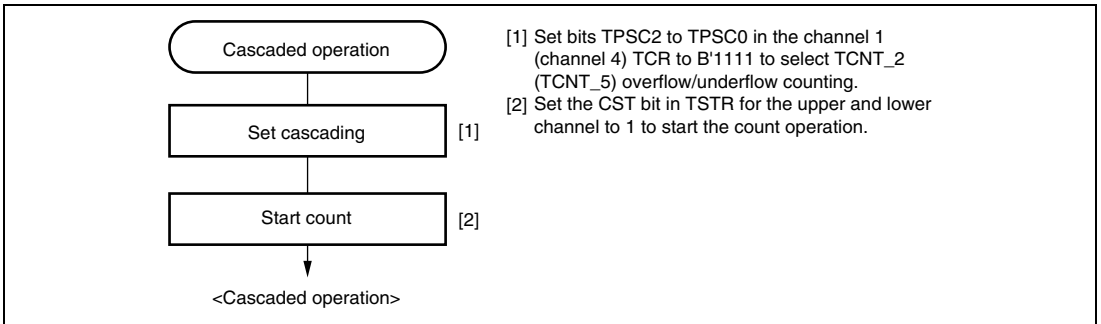 Cascaded operation
Set cascading
[1]
Start count
[2]
<Cascaded operation>
[1] Set bits TPSC2 to TPSC0 in the channel 1
(channel 4) TCR to B'1111 to select TCNT_2
(TCNT_5) overflow/underflow counting.
[2] Set the CST bit in TSTR for the upper and lower
channel to 1 to start the count operation.